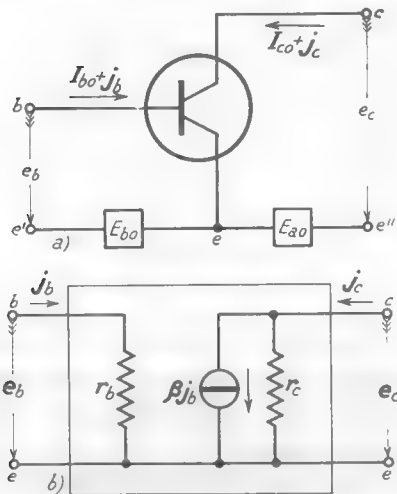 c
I_co+j_c
I_bo+j_b
b
e_c
e_b
e' E_bo e E_ao e''
a)
j_b j_c
b c
e_b r_b βj_b r_c e_c
e e
b)